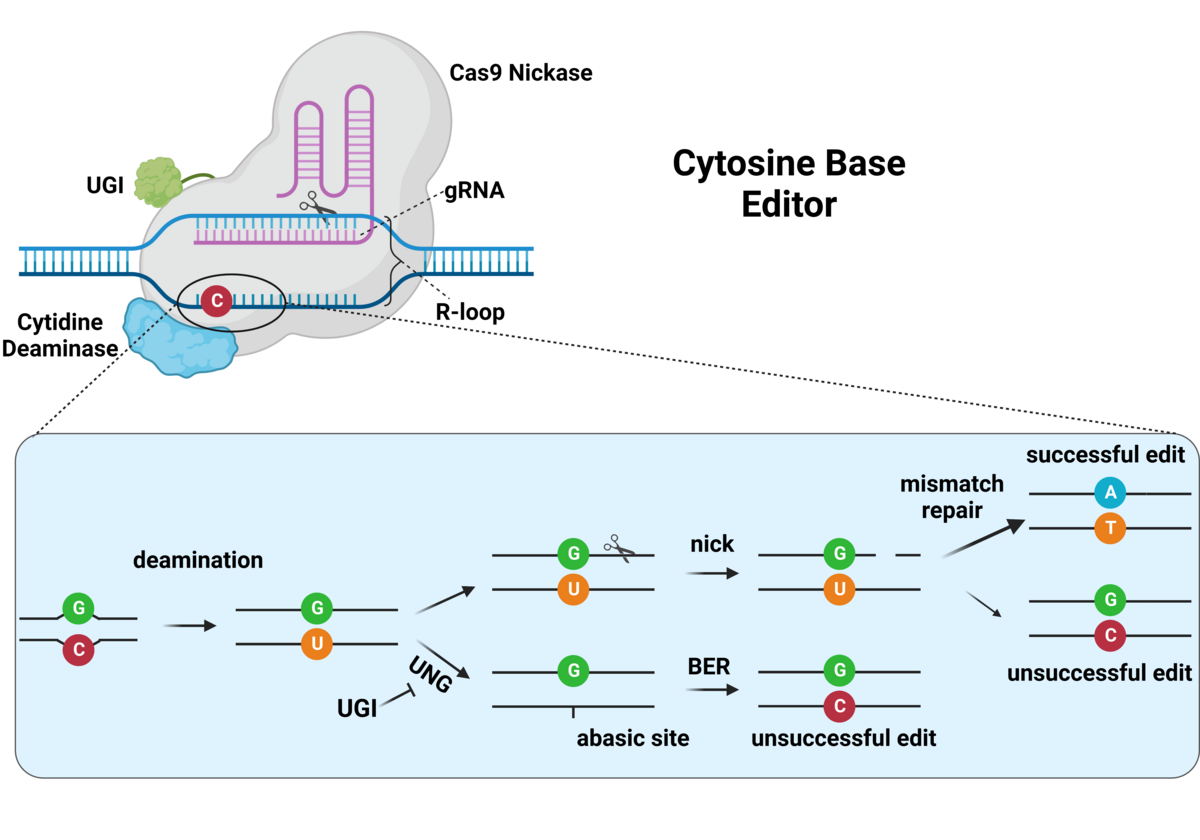 Cas9 Nickase
Cytosine Base
Editor
UGI
gRNA
C
R-loop
Cytidine
Deaminase
successful edit
mismatch
repair
A
T
deamination
nick
G
G
G
U
U
G
C
G
U
G
C
unsuccessful edit
UNG
UGI
G
abasic site
BER
G
C
unsuccessful edit